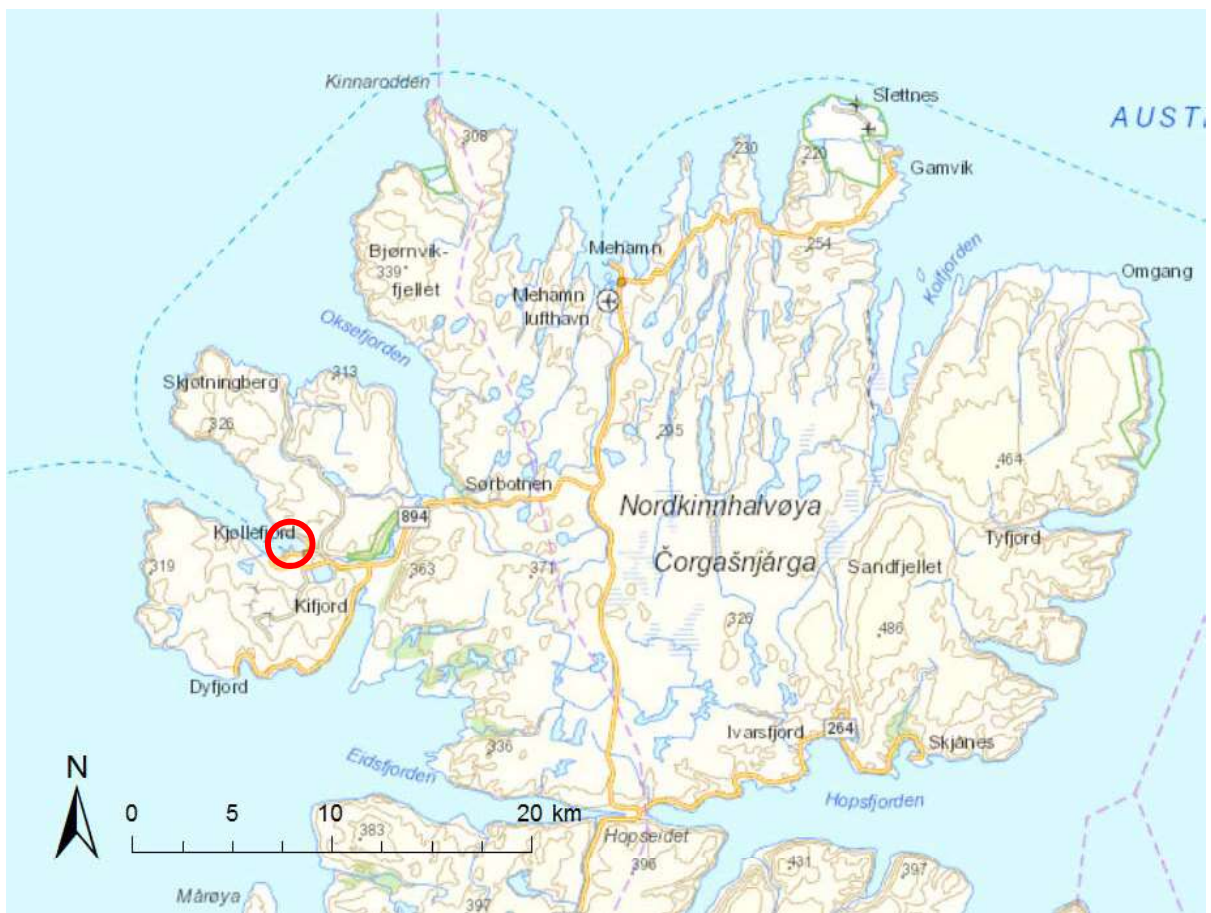 Kinnarodden
308
Slettnes
AUST
230
220
Gamvik
254
Mehamn
Bjørnvik-
339
fjellet
Mehamn
lufthavn
Koifjorden
Omgang
Oksefjorden
Skjøtningberg
313
326
295
464
Sørbotnen
894
Nordkinnhalvøya
Kjøllefjord
Tyfjord
319
363
371
Čorgašnjárga
Sandfjellet
Kifjord
326
486
Dyfjord
Ivarsfjord
264
Skjånes
336
Eidsfjorden
N
0 5 10 20 km
Hopsfjorden
383
Hopseidet
396
431
397
Mårøya
397